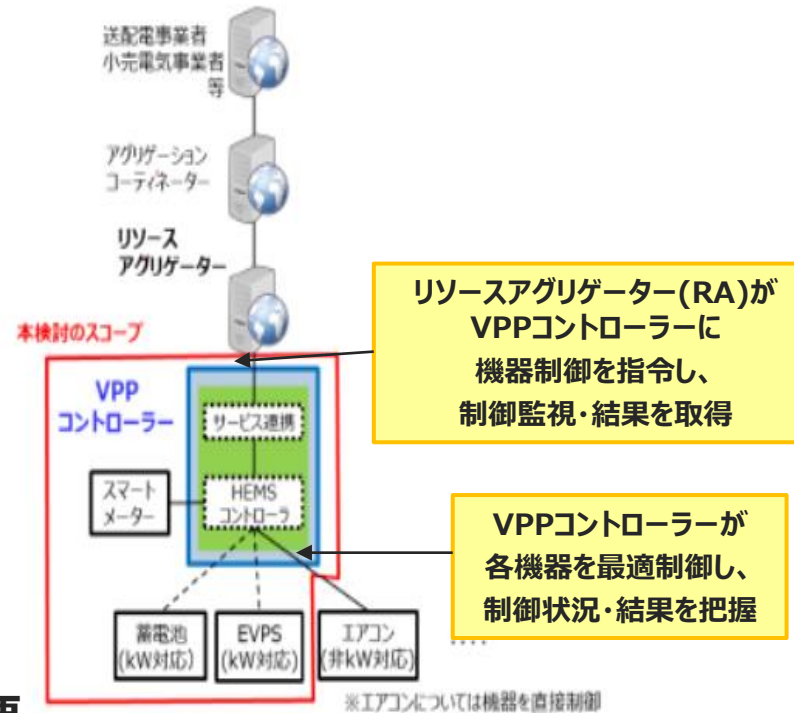 送配電事業者
小売電気事業者
等
アグリゲーション
コーディネーター
リソース
アグリゲーター
リソースアグリゲーター(RA)が
VPPコントローラーに
機器制御を指令し、
制御監視・結果を取得
本検討のスコープ
VPP
コントローラー
サービス連携
スマート
メーター
HEMS
コントローラ
VPPコントローラーが
各機器を最適制御し、
制御状況・結果を把握
蓄電池
(kW対応)
EVPS
(kW対応)
エアコン
(非kW対応)
....
※エアコンについては機器を直接制御